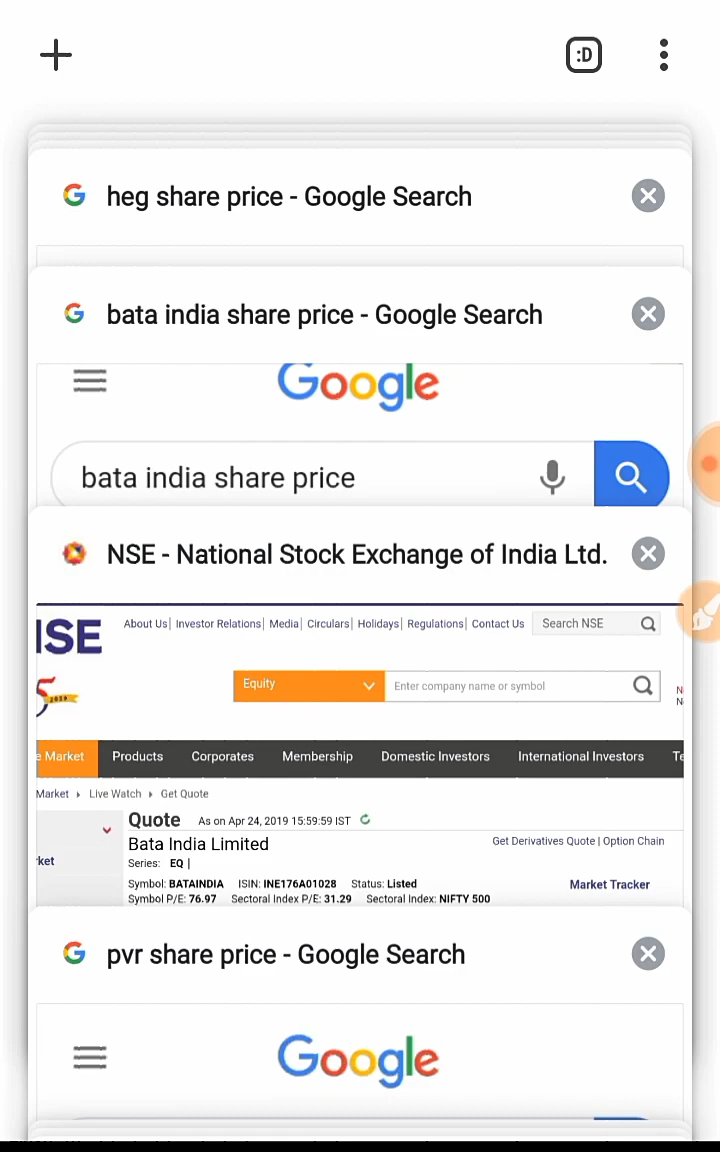 :D
heg share price - Google Search
bata india share price - Google Search
Google
bata india share price
NSE - National Stock Exchange of India Ltd.
About Us| Investor Relations| Media| Circulars| Holidays| Regulations| Contact Us Search NSE
ISE
Equity Enter company name or symbol
N
N
e Market Products Corporates Membership Domestic Investors International Investors Te
Market Live Watch Get Quote
Quote As on Apr 24, 2019 15:59:59 IST
Bata India Limited Get Derivatives Quote | Option Chain
ket Series: EQ |
Symbol: BATAINDIA ISIN: INE176A01028 Status: Listed Market Tracker
Symbol P/E: 76.97 Sectoral Index P/E: 31.29 Sectoral Index: NIFTY 500
pvr share price - Google Search
Google